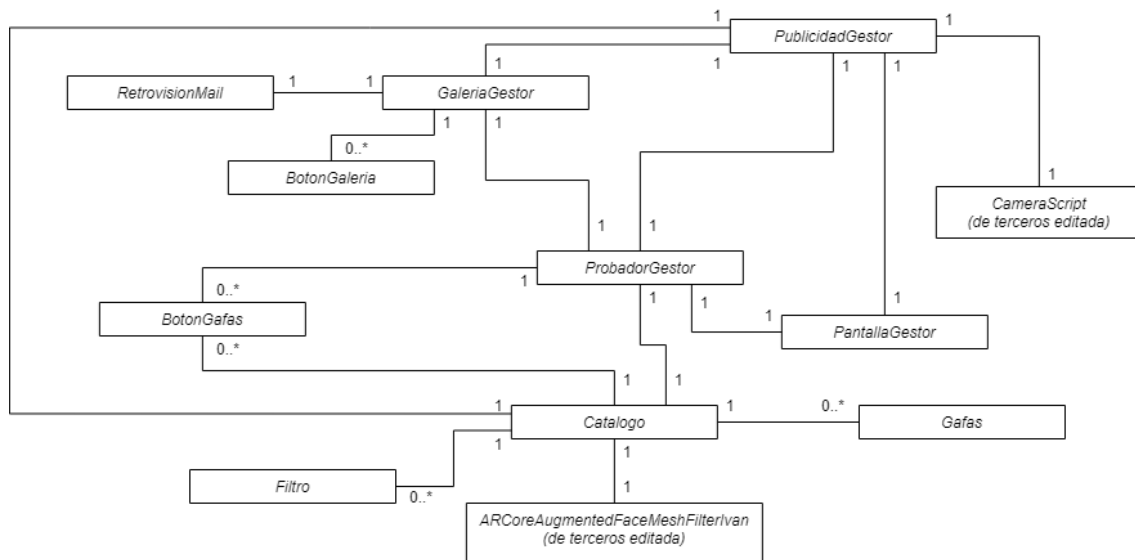 1
1
PublicidadGestor
1
1
1
1
1
RetrovisionMail
1
1
GaleriaGestor
1
1
0..*
BotonGaleria
1
CameraScript
(de terceros editada)
1
1
ProbadorGestor
1
1
1
0..*
1
1
BotonGafas
PantallaGestor
0..*
1
1
1
1
0..*
Catalogo
Gafas
1
1
Filtro
0..*
1
ARCoreAugmentedFaceMeshFilterIvan
(de terceros editada)